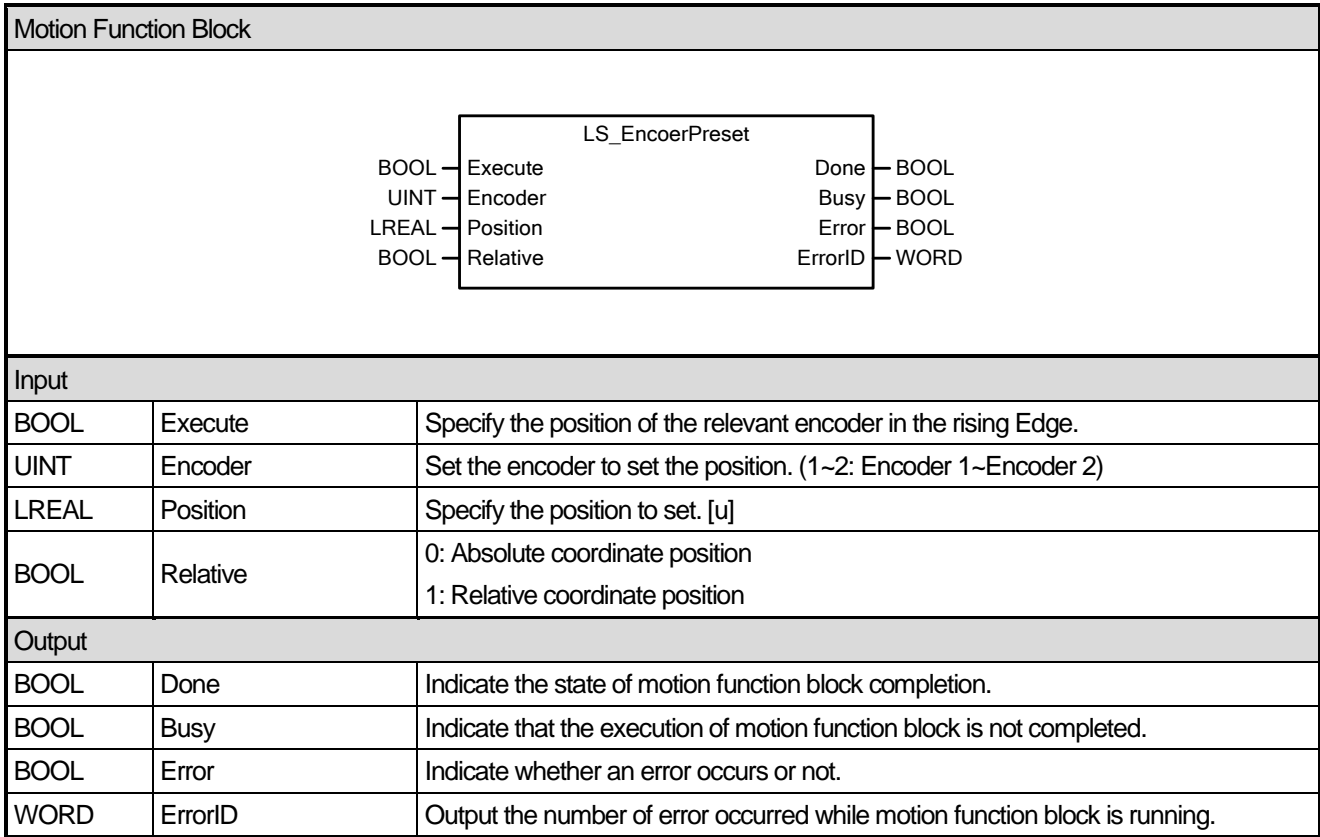 Motion Function Block
LS_EncoerPreset
BOOL Execute Done BOOL
UINT Encoder Busy BOOL
LREAL Position Error BOOL
BOOL Relative ErrorID WORD
Input
BOOL Execute Specify the position of the relevant encoder in the rising Edge.
UINT Encoder Set the encoder to set the position. (1~2: Encoder 1~Encoder 2)
LREAL Position Specify the position to set. [u]
BOOL Relative 0: Absolute coordinate position
1: Relative coordinate position
Output
BOOL Done Indicate the state of motion function block completion.
BOOL Busy Indicate that the execution of motion function block is not completed.
BOOL Error Indicate whether an error occurs or not.
WORD ErrorID Output the number of error occurred while motion function block is running.